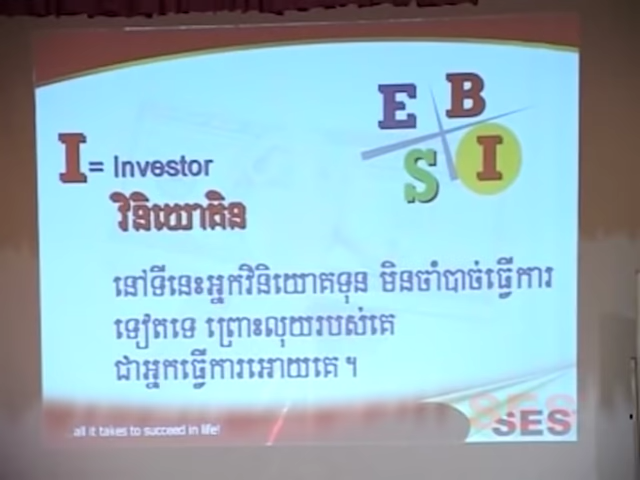 E B
S I
I = Investor
វិនិយោគិន
នៅទីនេះអ្នកវិនិយោគទុន មិនចាំបាច់ធ្វើការ
ទៀតទេ ព្រោះលុយរបស់គេ
ជាអ្នកធ្វើការអោយគេ។
all it takes to succeed in life!
SES